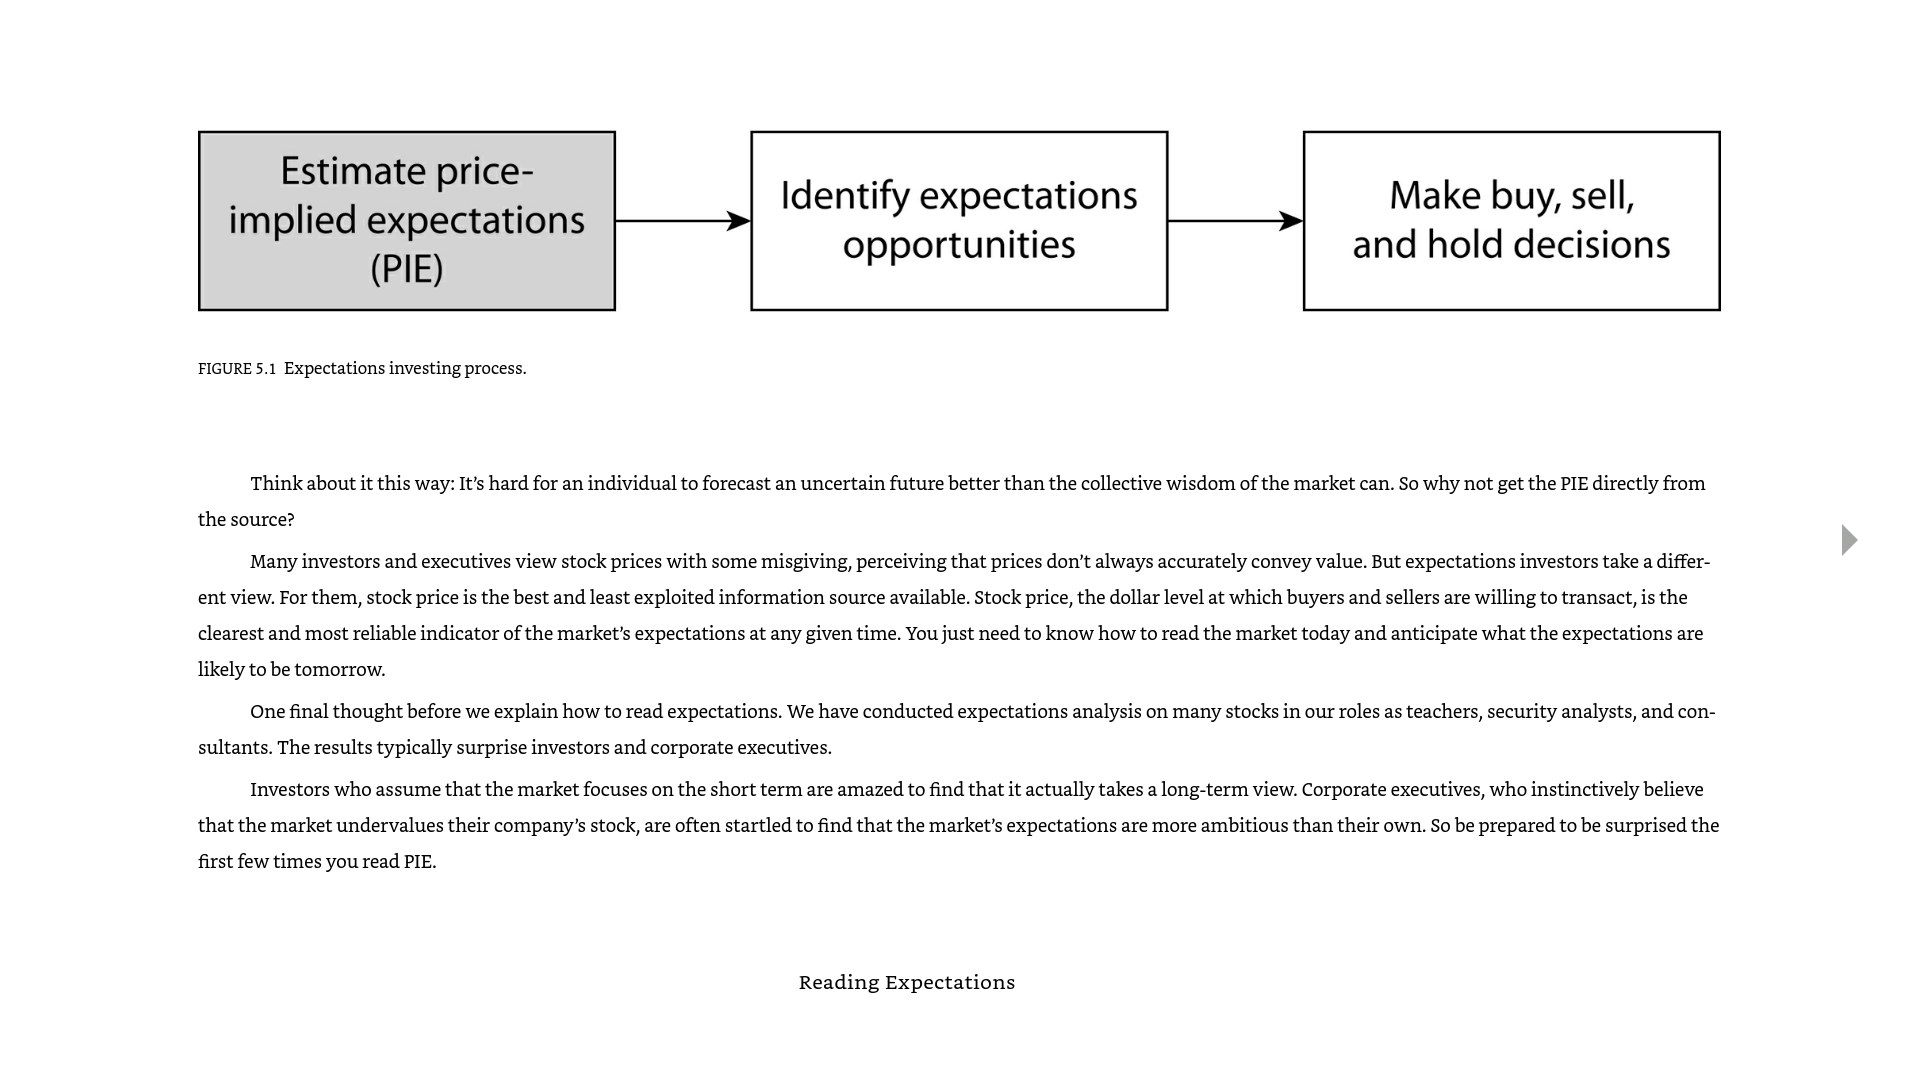 Estimate price-
implied expectations
(PIE)
Identify expectations
opportunities
Make buy, sell,
and hold decisions
FIGURE 5.1 Expectations investing process.
Think about it this way: It’s hard for an individual to forecast an uncertain future better than the collective wisdom of the market can. So why not get the PIE directly from
the source?
Many investors and executives view stock prices with some misgiving, perceiving that prices don’t always accurately convey value. But expectations investors take a differ-
ent view. For them, stock price is the best and least exploited information source available. Stock price, the dollar level at which buyers and sellers are willing to transact, is the
clearest and most reliable indicator of the market’s expectations at any given time. You just need to know how to read the market today and anticipate what the expectations are
likely to be tomorrow.
One final thought before we explain how to read expectations. We have conducted expectations analysis on many stocks in our roles as teachers, security analysts, and con-
sultants. The results typically surprise investors and corporate executives.
Investors who assume that the market focuses on the short term are amazed to find that it actually takes a long-term view. Corporate executives, who instinctively believe
that the market undervalues their company’s stock, are often startled to find that the market’s expectations are more ambitious than their own. So be prepared to be surprised the
first few times you read PIE.
Reading Expectations